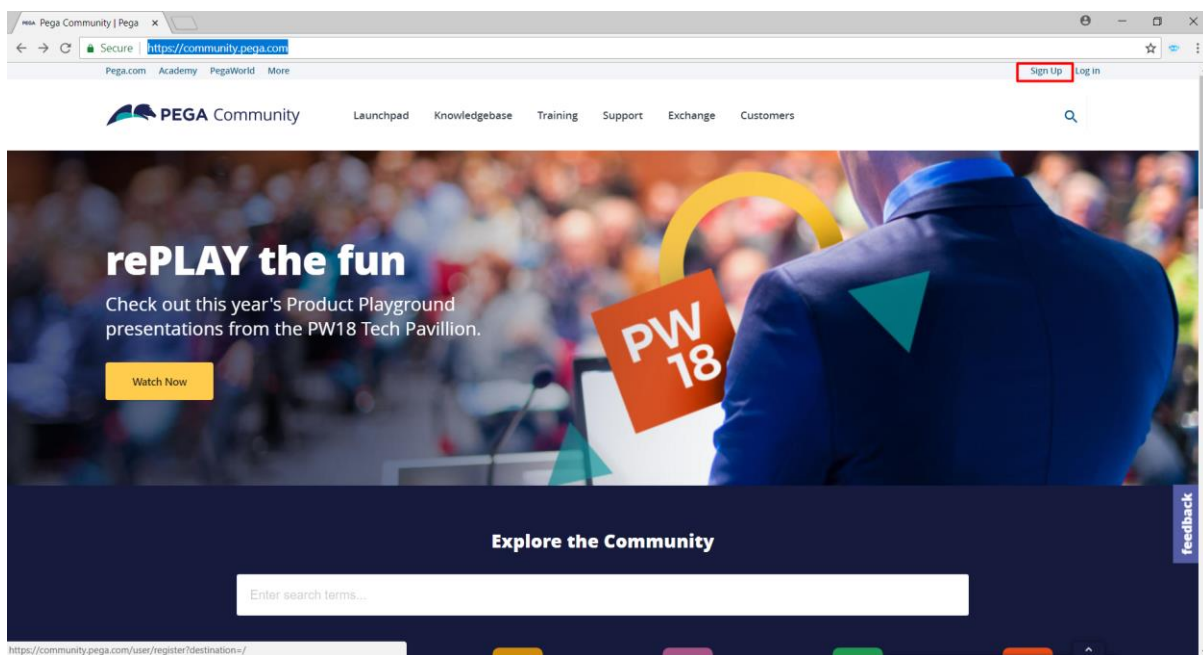 PEGA Pega Community | Pega x
Secure | https://community.pega.com
Pega.com Academy PegaWorld More Sign Up Log in
PEGA Community Launchpad Knowledgebase Training Support Exchange Customers
rePLAY the fun
Check out this year's Product Playground
presentations from the PW18 Tech Pavillion.
PW
18
Watch Now
feedback
Explore the Community
Enter search terms...
https://community.pega.com/user/register?destination=/